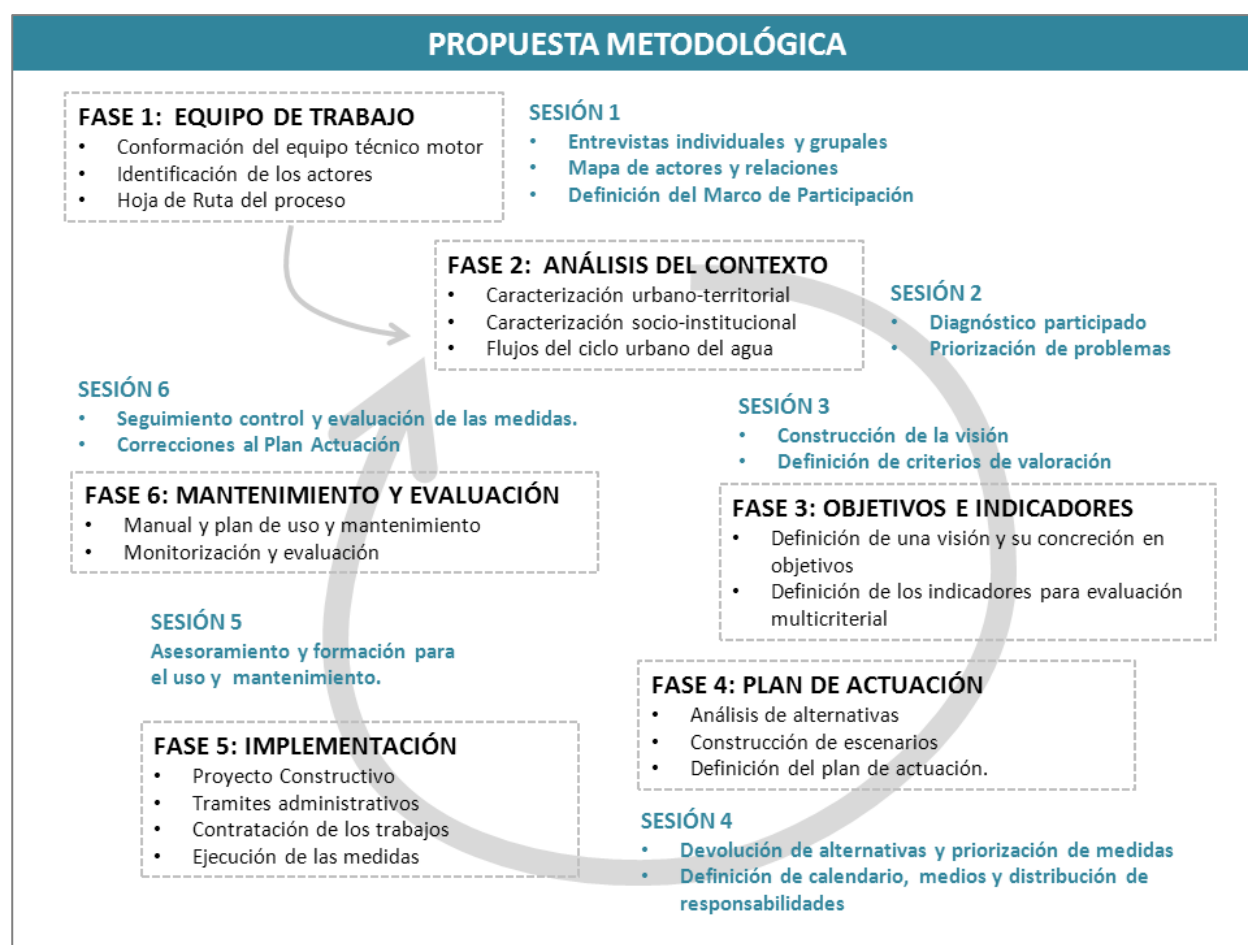 PROPUESTA METODOLÓGICA
FASE 1: EQUIPO DE TRABAJO
• Conformación del equipo técnico motor
• Identificación de los actores
• Hoja de Ruta del proceso
SESIÓN 1
• Entrevistas individuales y grupales
• Mapa de actores y relaciones
• Definición del Marco de Participación
FASE 2: ANÁLISIS DEL CONTEXTO
• Caracterización urbano-territorial
• Caracterización socio-institucional
• Flujos del ciclo urbano del agua
SESIÓN 2
• Diagnóstico participado
• Priorización de problemas
SESIÓN 3
• Construcción de la visión
• Definición de criterios de valoración
FASE 3: OBJETIVOS E INDICADORES
• Definición de una visión y su concreción en
objetivos
• Definición de los indicadores para evaluación
multicriterial
FASE 4: PLAN DE ACTUACIÓN
• Análisis de alternativas
• Construcción de escenarios
• Definición del plan de actuación.
SESIÓN 4
• Devolución de alternativas y priorización de medidas
• Definición de calendario, medios y distribución de
responsabilidades
FASE 5: IMPLEMENTACIÓN
• Proyecto Constructivo
• Tramites administrativos
• Contratación de los trabajos
• Ejecución de las medidas
SESIÓN 5
Asesoramiento y formación para
el uso y mantenimiento.
FASE 6: MANTENIMIENTO Y EVALUACIÓN
• Manual y plan de uso y mantenimiento
• Monitorización y evaluación
SESIÓN 6
• Seguimiento control y evaluación de las medidas.
• Correcciones al Plan Actuación